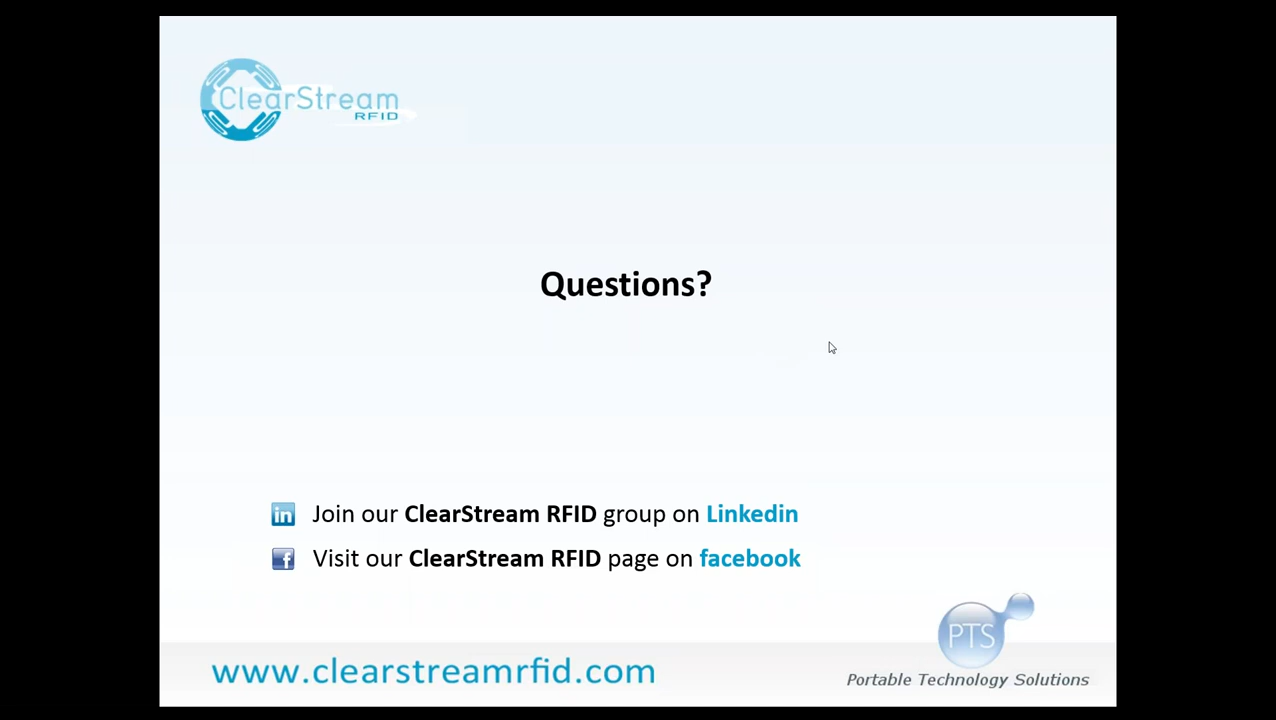 ClearStream
RFID
Questions?
in Join our ClearStream RFID group on Linkedin
f Visit our ClearStream RFID page on facebook
PTS
www.clearstreamrfid.com
Portable Technology Solutions